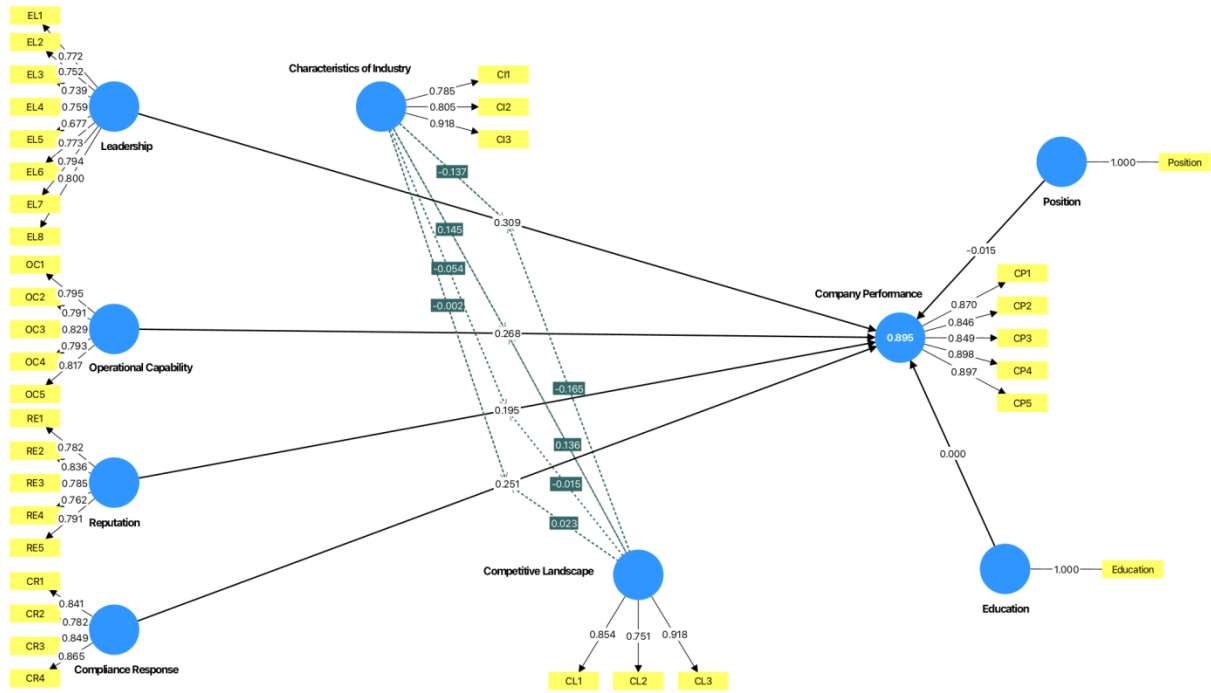 EL1
EL2
EL3
EL4
EL5
EL6
EL7
EL8
0.772
0.752
0.739
0.759
0.677
0.773
0.794
0.800
Leadership
OC1
OC2
OC3
OC4
OC5
0.795
0.791
0.829
0.793
0.817
Operational Capability
RE1
RE2
RE3
RE4
RE5
0.782
0.836
0.785
0.762
0.791
Reputation
CR1
CR2
CR3
CR4
0.841
0.782
0.849
0.865
Compliance Response
Characteristics of Industry
0.785
0.805
0.918
CI1
CI2
CI3
-0.137
0.145
-0.054
-0.002
0.309
0.268
0.195
0.251
-0.165
0.136
-0.015
0.023
Competitive Landscape
0.854
0.751
0.918
CL1
CL2
CL3
Company Performance
0.895
0.870
0.846
0.849
0.898
0.897
CP1
CP2
CP3
CP4
CP5
1.000
Position
Position
-0.015
0.000
1.000
Education
Education